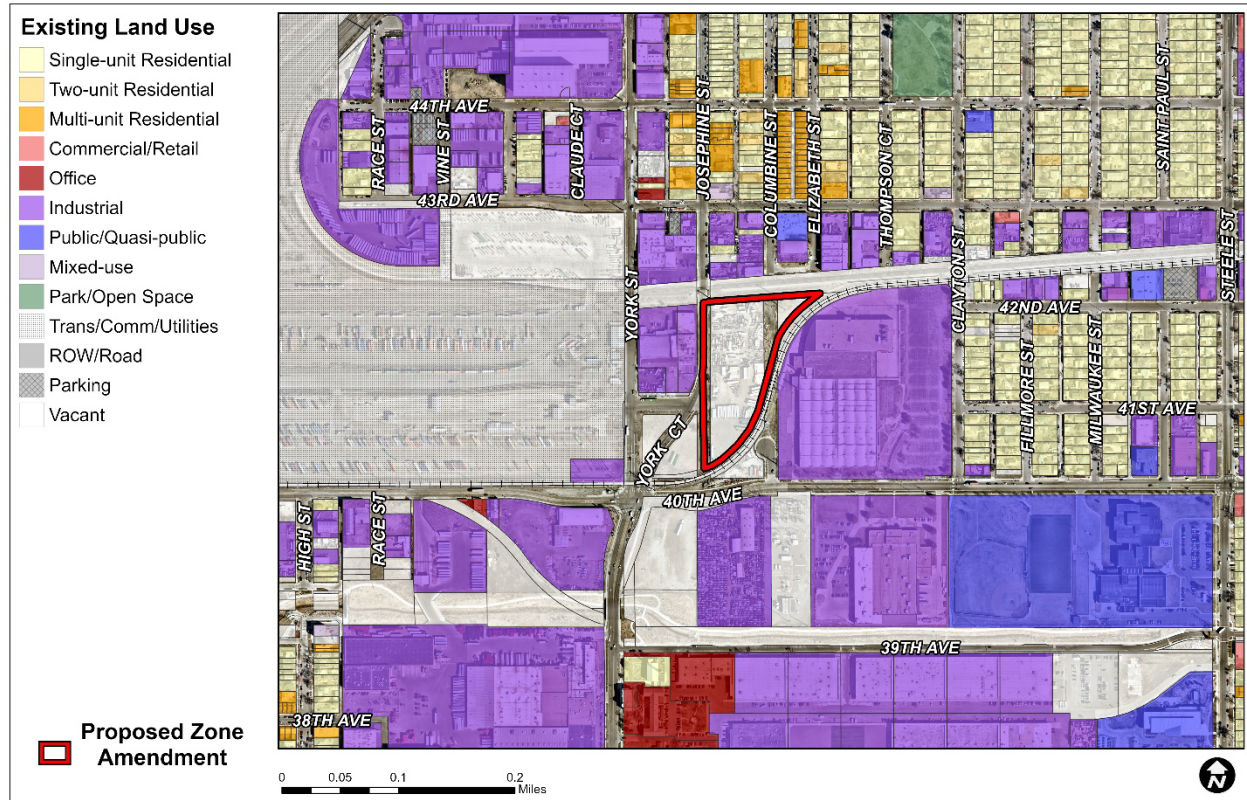 Existing Land Use
Single-unit Residential
Two-unit Residential
Multi-unit Residential
Commercial/Retail
Office
Industrial
Public/Quasi-public
Mixed-use
Park/Open Space
Trans/Comm/Utilities
ROW/Road
Parking
Vacant
Proposed Zone
Amendment
44TH AVE
RACE ST
VINE ST
CLAUDE CT
43RD AVE
JOSEPHINE ST
COLUMBINE ST
ELIZABETH ST
THOMPSON CT
SAINT PAUL ST
YORK ST
CLAYTON ST
STEELE ST
42ND AVE
FILLMORE ST
MILWAUKEE ST
41ST AVE
YORK CT
40TH AVE
HIGH ST
RACE ST
39TH AVE
38TH AVE
0 0.05 0.1 0.2
Miles
N